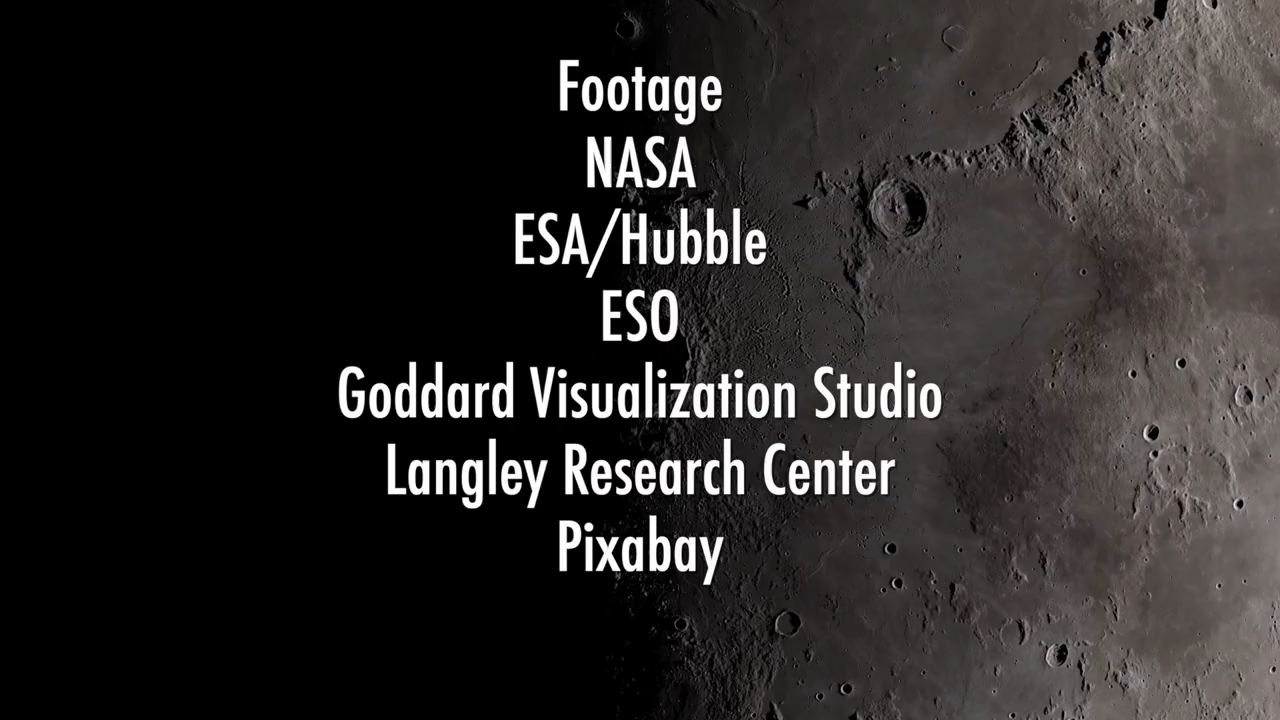 Footage
NASA
ESA/Hubble
ESO
Goddard Visualization Studio
Langley Research Center
Pixabay